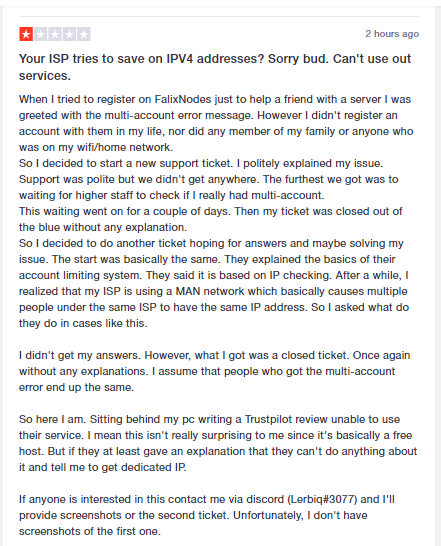 2 hours ago
Your ISP tries to save on IPV4 addresses? Sorry bud. Can't use out
services.
When I tried to register on FalixNodes just to help a friend with a server I was
greeted with the multi-account error message. However I didn't register an
account with them in my life, nor did any member of my family or anyone who
was on my wifi/home network.
So I decided to start a new support ticket. I politely explained my issue.
Support was polite but we didn't get anywhere. The furthest we got was to
waiting for higher staff to check if I really had multi-account.
This waiting went on for a couple of days. Then my ticket was closed out of
the blue without any explanation.
So I decided to do another ticket hoping for answers and maybe solving my
issue. The start was basically the same. They explained the basics of their
account limiting system. They said it is based on IP checking. After a while, I
realized that my ISP is using a MAN network which basically causes multiple
people under the same ISP to have the same IP address. So I asked what do
they do in cases like this.
I didn't get my answers. However, what I got was a closed ticket. Once again
without any explanations. I assume that people who got the multi-account
error end up the same.
So here I am. Sitting behind my pc writing a Trustpilot review unable to use
their service. I mean this isn't really surprising to me since it's basically a free
host. But if they at least gave an explanation that they can't do anything about
it and tell me to get dedicated IP.
If anyone is interested in this contact me via discord (Lerbiq#3077) and I'll
provide screenshots or the second ticket. Unfortunately, I don't have
screenshots of the first one.